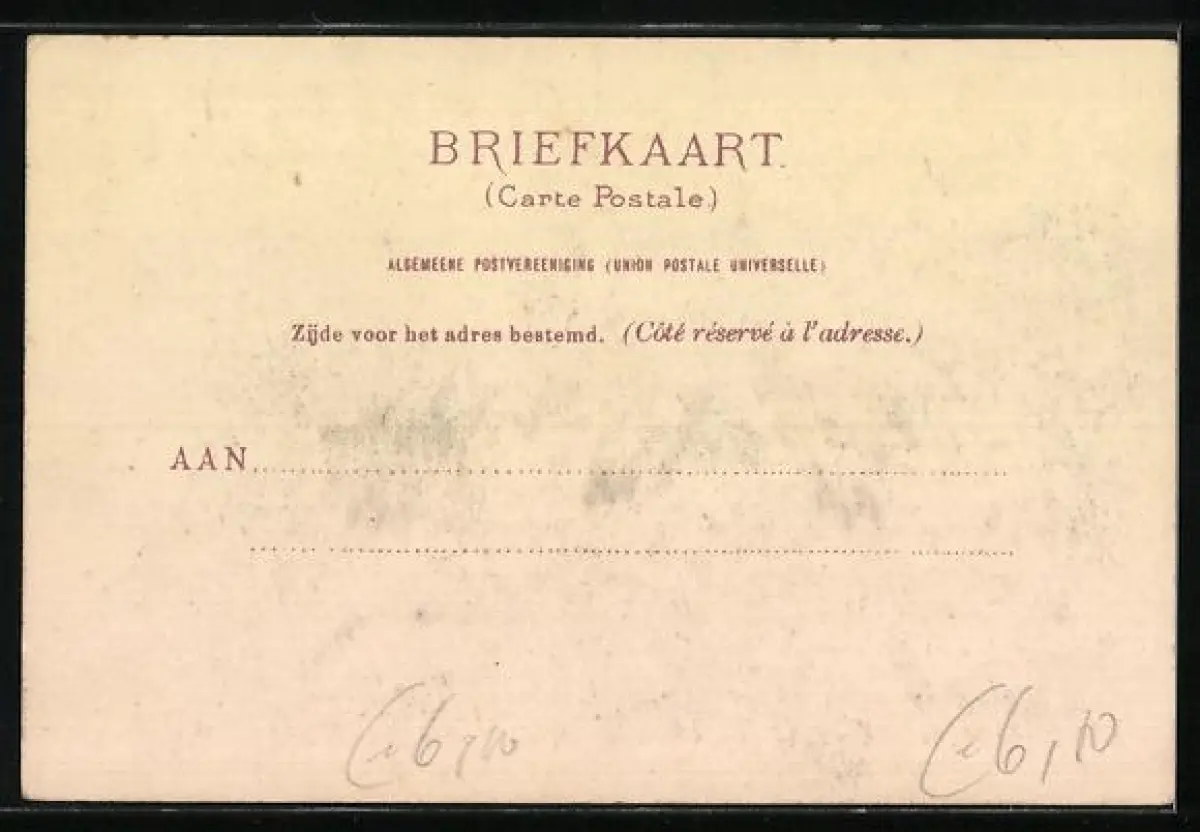 BRIEFKAART.
(Carte Postale.)
ALGEMEENE POSTVEREENIGING (UNION POSTALE UNIVERSELLE)
Zijde voor het adres bestemd. (Côté réservé à l'adresse.)
AAN